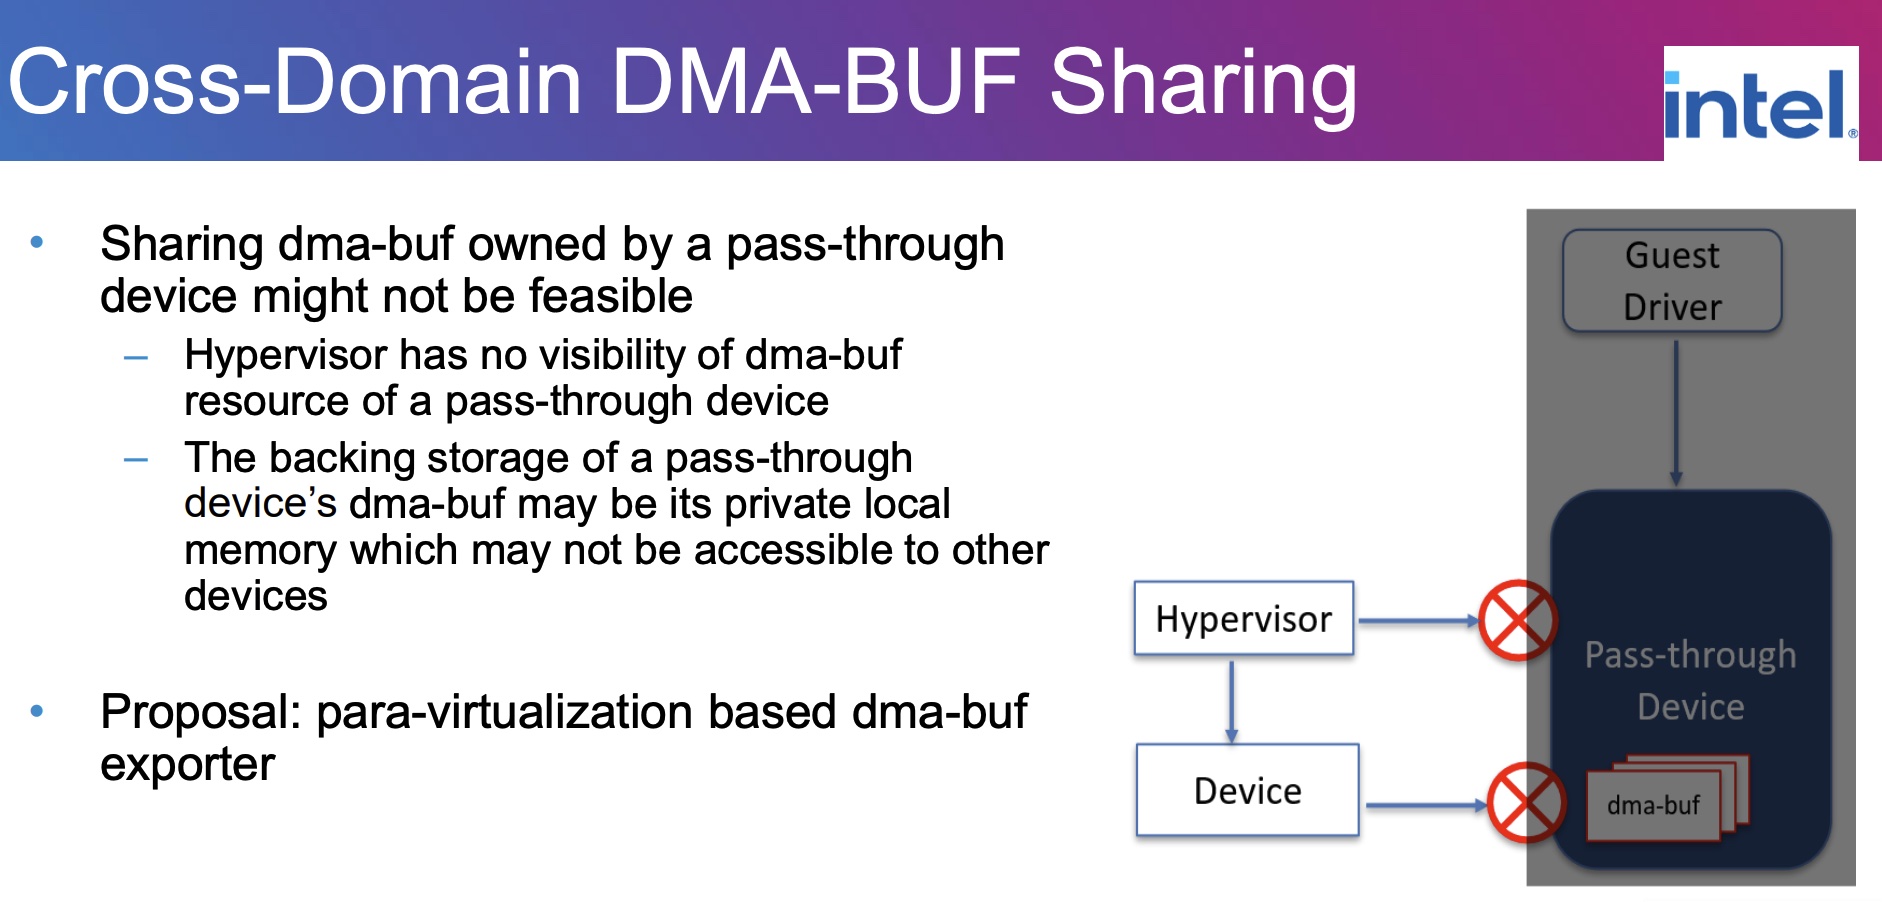 Cross-Domain DMA-BUF Sharing
intel®
• Sharing dma-buf owned by a pass-through
device might not be feasible
– Hypervisor has no visibility of dma-buf
resource of a pass-through device
– The backing storage of a pass-through
device’s dma-buf may be its private local
memory which may not be accessible to other
devices
• Proposal: para-virtualization based dma-buf
exporter
Guest
Driver
Hypervisor
Pass-through
Device
Device
dma-buf